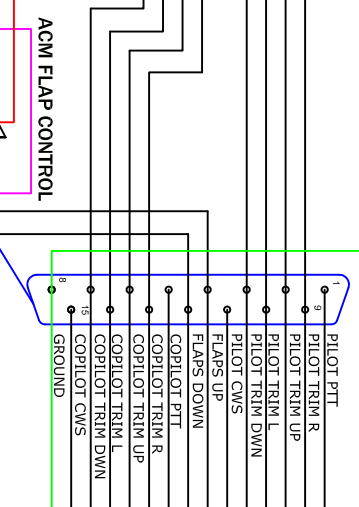 ACM FLAP CONTROL
1
9
8
15
PILOT PTT
PILOT TRIM R
PILOT TRIM UP
PILOT TRIM L
PILOT TRIM DWN
PILOT CWS
FLAPS UP
FLAPS DOWN
COPILOT PTT
COPILOT TRIM R
COPILOT TRIM UP
COPILOT TRIM L
COPILOT TRIM DWN
COPILOT CWS
GROUND